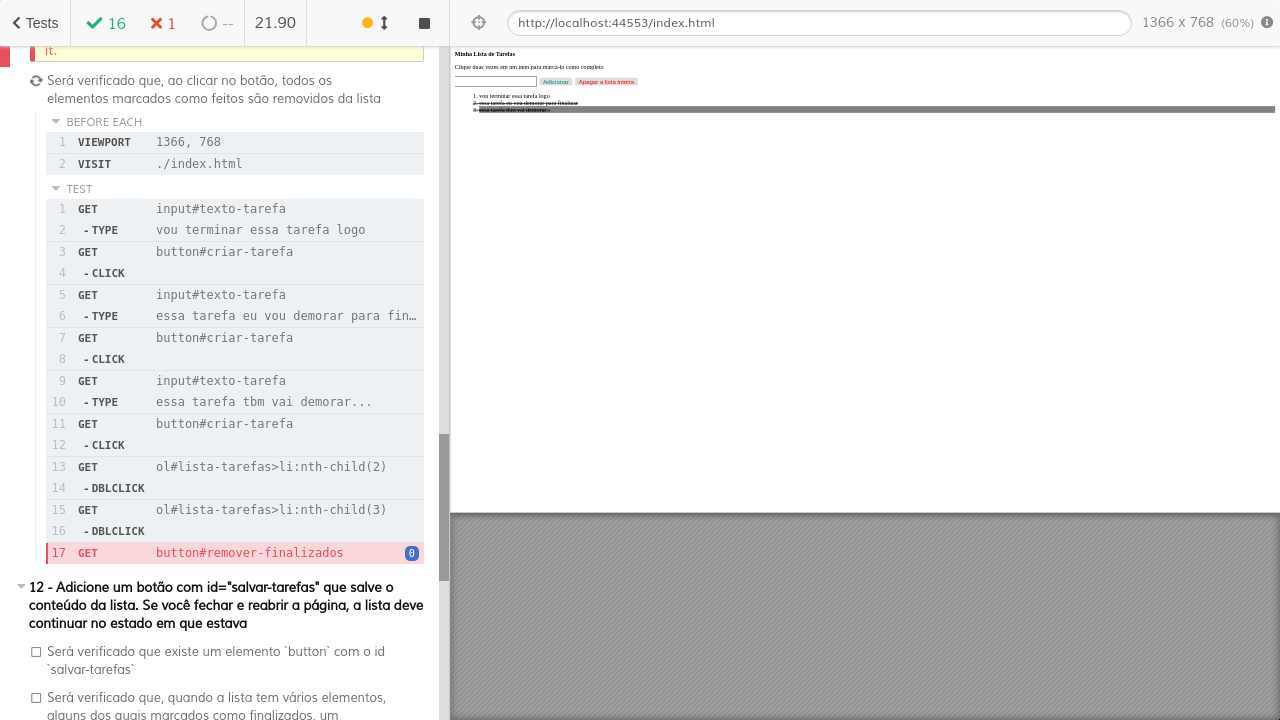 Tests 16 1 -- 21.90
http://localhost:44553/index.html 1366 x 768 (60%)
it.
Será verificado que, ao clicar no botão, todos os
elementos marcados como feitos são removidos da lista
BEFORE EACH
1 VIEWPORT 1366, 768
2 VISIT ./index.html
TEST
1 GET input#texto-tarefa
2 - TYPE vou terminar essa tarefa logo
3 GET button#criar-tarefa
4 - CLICK
5 GET input#texto-tarefa
6 - TYPE essa tarefa eu vou demorar para fin…
7 GET button#criar-tarefa
8 - CLICK
9 GET input#texto-tarefa
10 - TYPE essa tarefa tbm vai demorar...
11 GET button#criar-tarefa
12 - CLICK
13 GET ol#lista-tarefas>li:nth-child(2)
14 - DBLCLICK
15 GET ol#lista-tarefas>li:nth-child(3)
16 - DBLCLICK
17 GET button#remover-finalizados 0
12 - Adicione um botão com id="salvar-tarefas" que salve o
conteúdo da lista. Se você fechar e reabrir a página, a lista deve
continuar no estado em que estava
Será verificado que existe um elemento `button` com o id
`salvar-tarefas`
Será verificado que, quando a lista tem vários elementos,
alguns dos quais marcados como finalizados, um
Minha Lista de Tarefas
Clique duas vezes em um item para marcá-lo como completo
Adicionar Apagar a lista inteira
1. vou terminar essa tarefa logo
2. essa tarefa eu vou demorar para finalizar
3. essa tarefa tbm vai demorar...